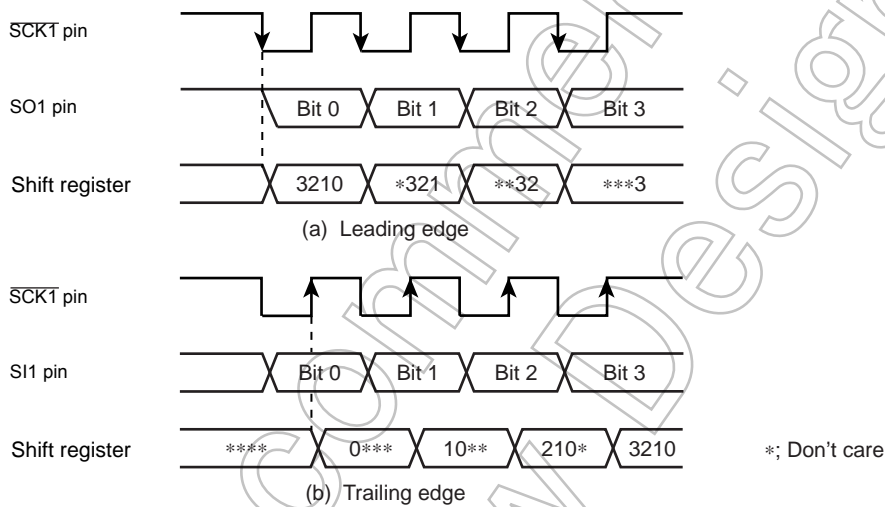 SCK1 pin
SO1 pin
Bit 0 Bit 1 Bit 2 Bit 3
Shift register
3210 *321 **32 ***3
(a) Leading edge
SCK1 pin
SI1 pin
Bit 0 Bit 1 Bit 2 Bit 3
Shift register
**** 0*** 10** 210* 3210
*; Don't care
(b) Trailing edge